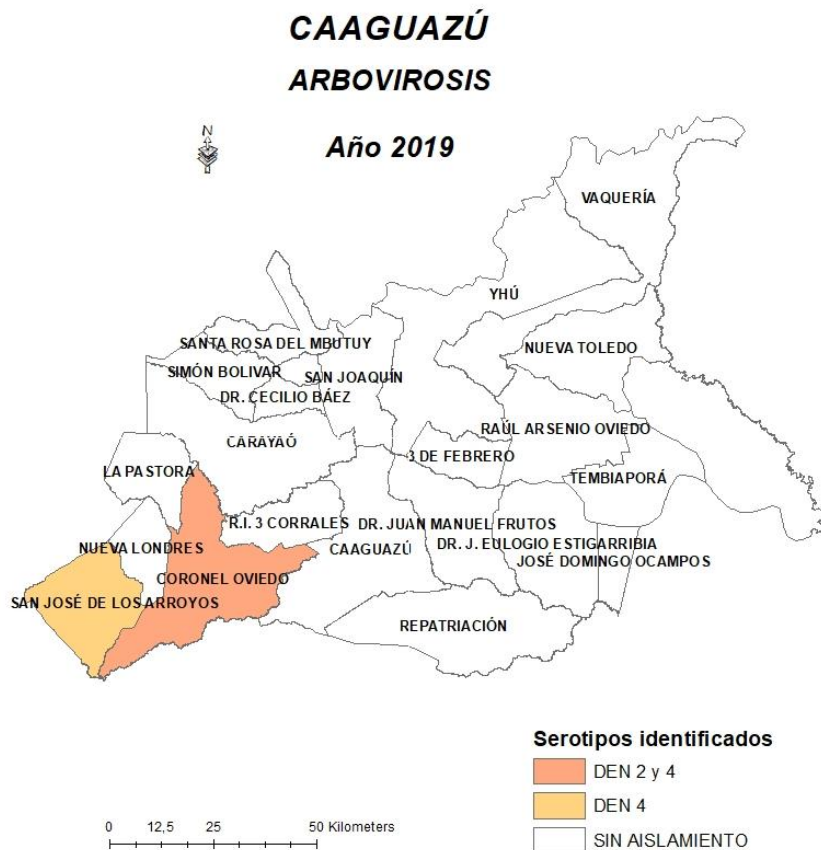 CAAGUAZÚ
ARBOVIROSIS
Año 2019
N
VAQUERÍA
YHÚ
SANTA ROSA DEL MBUTUY
NUEVA TOLEDO
SIMÓN BOLIVAR
SAN JOAQUÍN
DR. CECILIO BÁEZ
RAÚL ARSENIO OVIEDO
CARAYAÓ
3 DE FEBRERO
LA PASTORA
TEMBIAPORÁ
R.I. 3 CORRALES
DR. JUAN MANUEL FRUTOS
NUEVA LONDRES
CAAGUAZÚ
DR. J. EULOGIO ESTIGARRIBIA
JOSÉ DOMINGO OCAMPOS
CORONEL OVIEDO
SAN JOSÉ DE LOS ARROYOS
REPATRIACIÓN
Serotipos identificados
DEN 2 y 4
DEN 4
SIN AISLAMIENTO
0 12,5 25 50 Kilometers